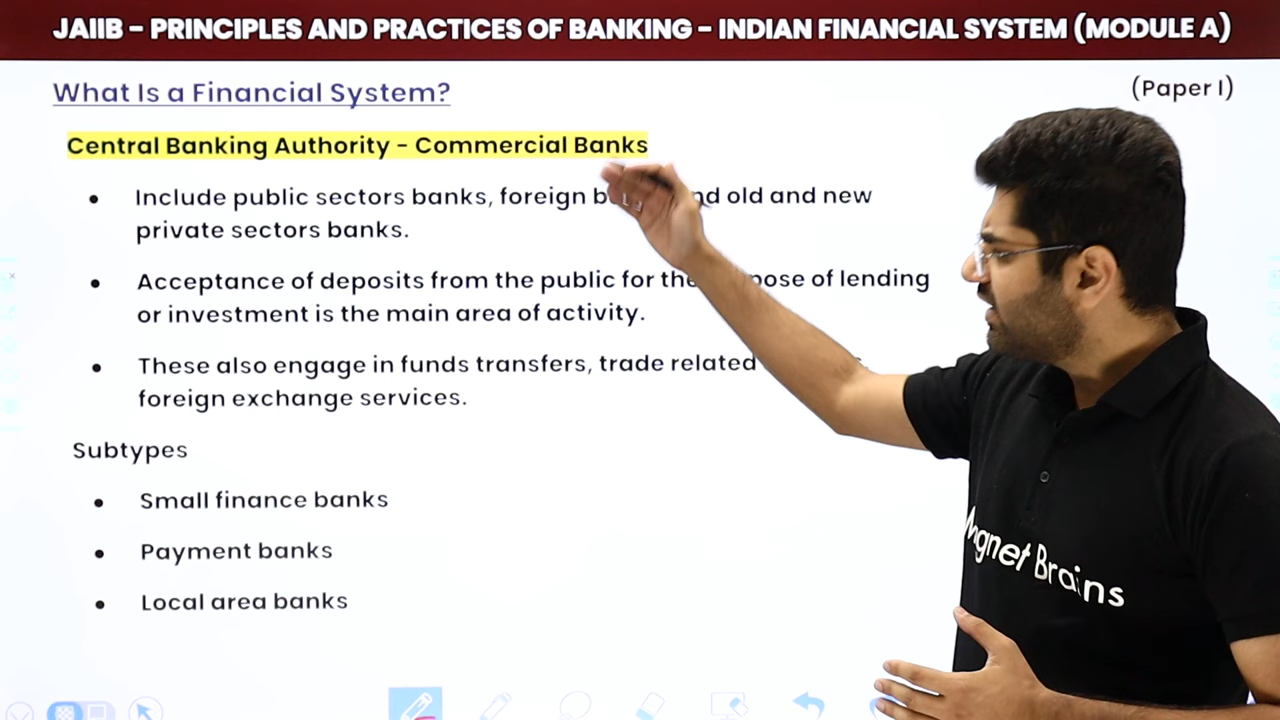 JAIIB – PRINCIPLES AND PRACTICES OF BANKING – INDIAN FINANCIAL SYSTEM (MODULE A)
What Is a Financial System?
(Paper I)
Central Banking Authority – Commercial Banks
• Include public sectors banks, foreign old and new
private sectors banks.
• Acceptance of deposits from the public for of lending
or investment is the main area of activity.
• These also engage in funds transfers, trade related
foreign exchange services.
Subtypes
• Small finance banks
• Payment banks
• Local area banks
Brains